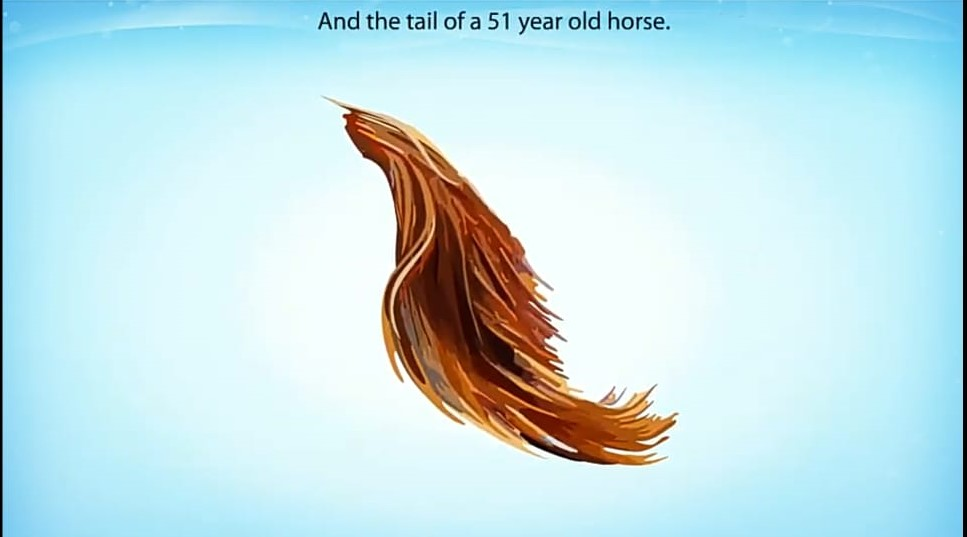 And the tail of a 51 year old horse.